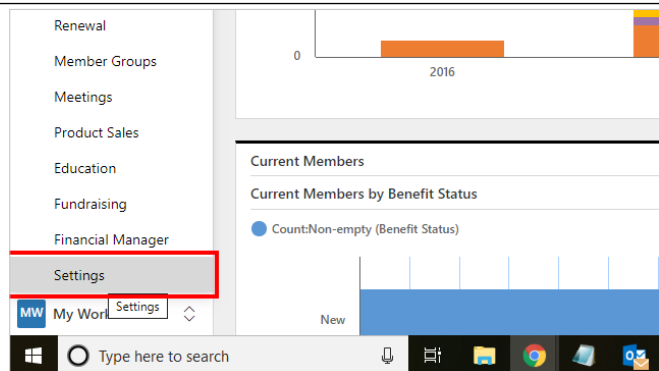 Renewal
Member Groups
Meetings
Product Sales
Education
Fundraising
Financial Manager
Settings
MW My Wor
Settings
0
2016
Current Members
Current Members by Benefit Status
Count:Non-empty (Benefit Status)
New
Type here to search